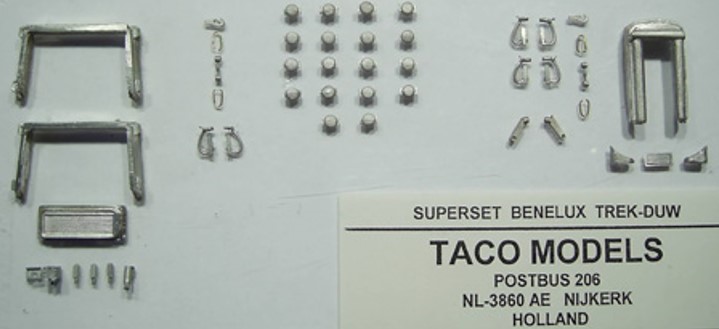 SUPERSET BENELUX TREK-DUW
TACO MODELS
POSTBUS 206
NL-3860 AE NIJKERK
HOLLAND